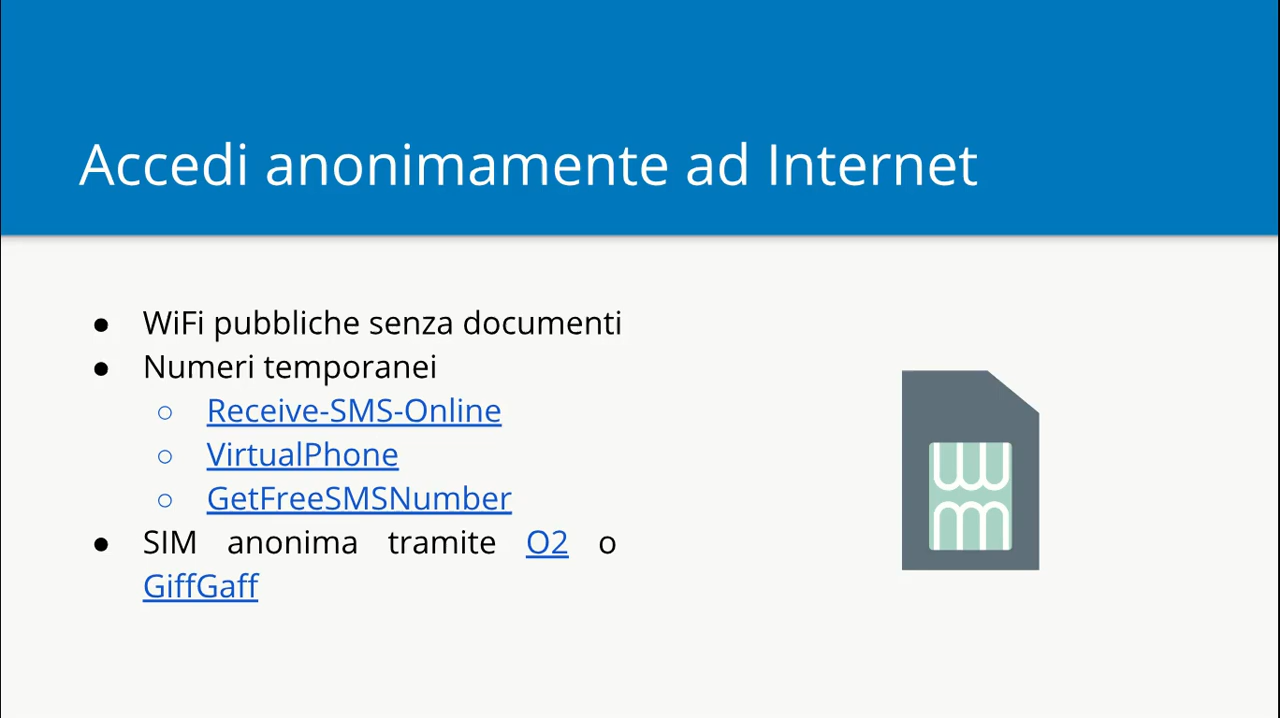 Accedi anonimamente ad Internet
● WiFi pubbliche senza documenti
● Numeri temporanei
○ Receive-SMS-Online
○ VirtualPhone
○ GetFreeSMSNumber
● SIM anonima tramite O2 o
GiffGaff